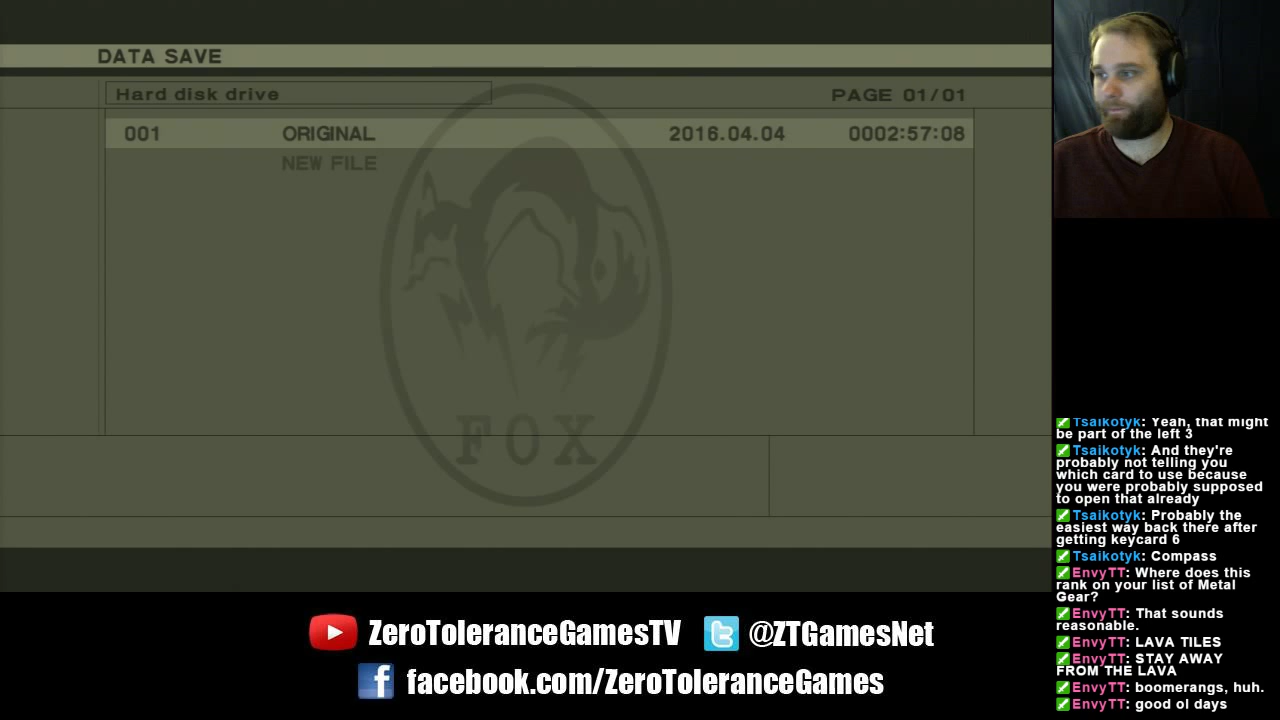 DATA SAVE
Hard disk drive PAGE 01/01
001 ORIGINAL 2016.04.04 0002:57:08
NEW FILE
FOX
Tsaikotyk: Yeah, that might
be part of the left 3
Tsaikotyk: And they're
probably not telling you
which card to use because
you were probably supposed
to open that already
Tsaikotyk: Probably the
easiest way back there after
getting keycard 6
Tsaikotyk: Compass
EnvyTT: Where does this
rank on your list of Metal
Gear?
EnvyTT: That sounds
reasonable.
EnvyTT: LAVA TILES
EnvyTT: STAY AWAY
FROM THE LAVA
EnvyTT: boomerangs, huh.
EnvyTT: good ol days
ZeroToleranceGamesTV @ZTGamesNet
facebook.com/ZeroToleranceGames